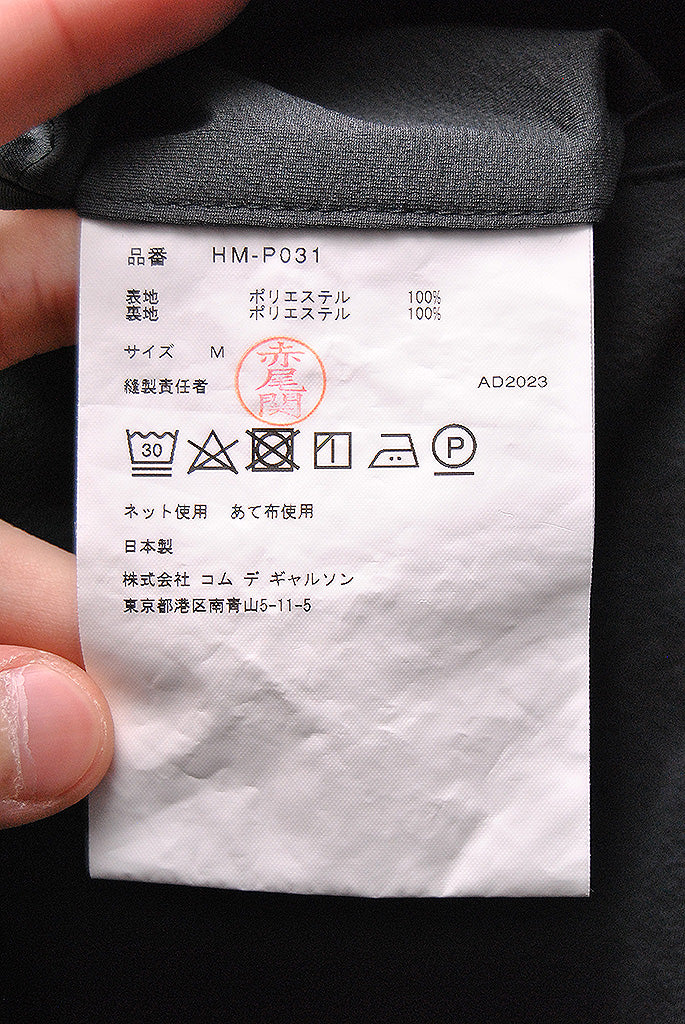 品番 HM-P031
表地 ポリエステル 100%
裏地 ポリエステル 100%
サイズ M
縫製責任者 赤尾関 AD2023
30 P
ネット使用 あて布使用
日本製
株式会社 コム デ ギャルソン
東京都港区南青山5-11-5